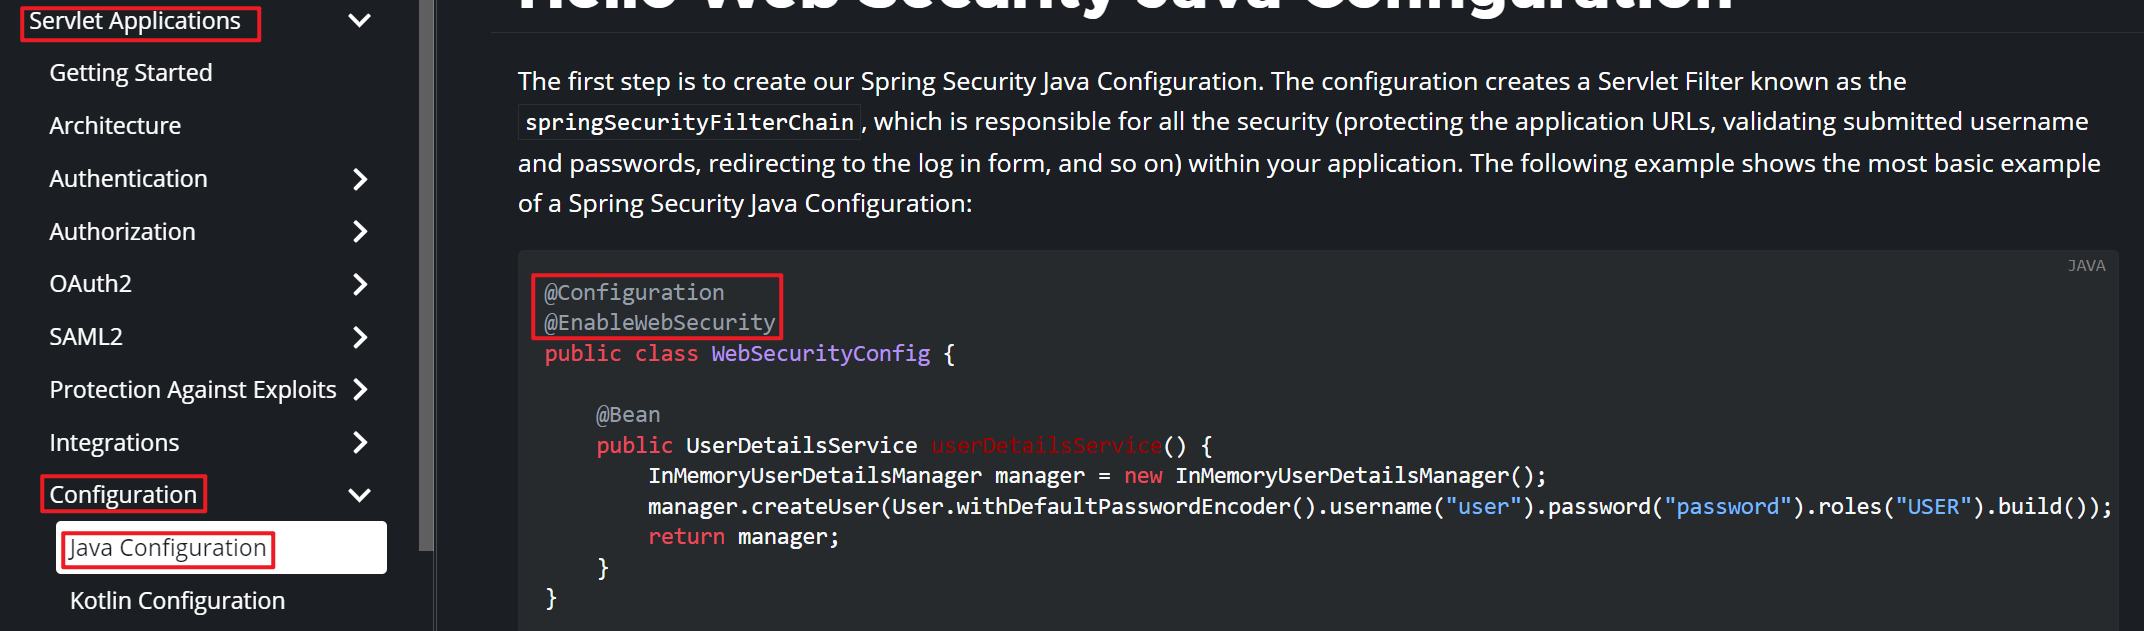 Servlet Applications
Getting Started
Architecture
Authentication
Authorization
OAuth2
SAML2
Protection Against Exploits
Integrations
Configuration
Java Configuration
Kotlin Configuration
Hello Web Security Java Configuration
The first step is to create our Spring Security Java Configuration. The configuration creates a Servlet Filter known as the
springSecurityFilterChain, which is responsible for all the security (protecting the application URLs, validating submitted username
and passwords, redirecting to the log in form, and so on) within your application. The following example shows the most basic example
of a Spring Security Java Configuration:
JAVA
@Configuration
@EnableWebSecurity
public class WebSecurityConfig {
@Bean
public UserDetailsService userDetailsService() {
InMemoryUserDetailsManager manager = new InMemoryUserDetailsManager();
manager.createUser(User.withDefaultPasswordEncoder().username("user").password("password").roles("USER").build());
return manager;
}
}